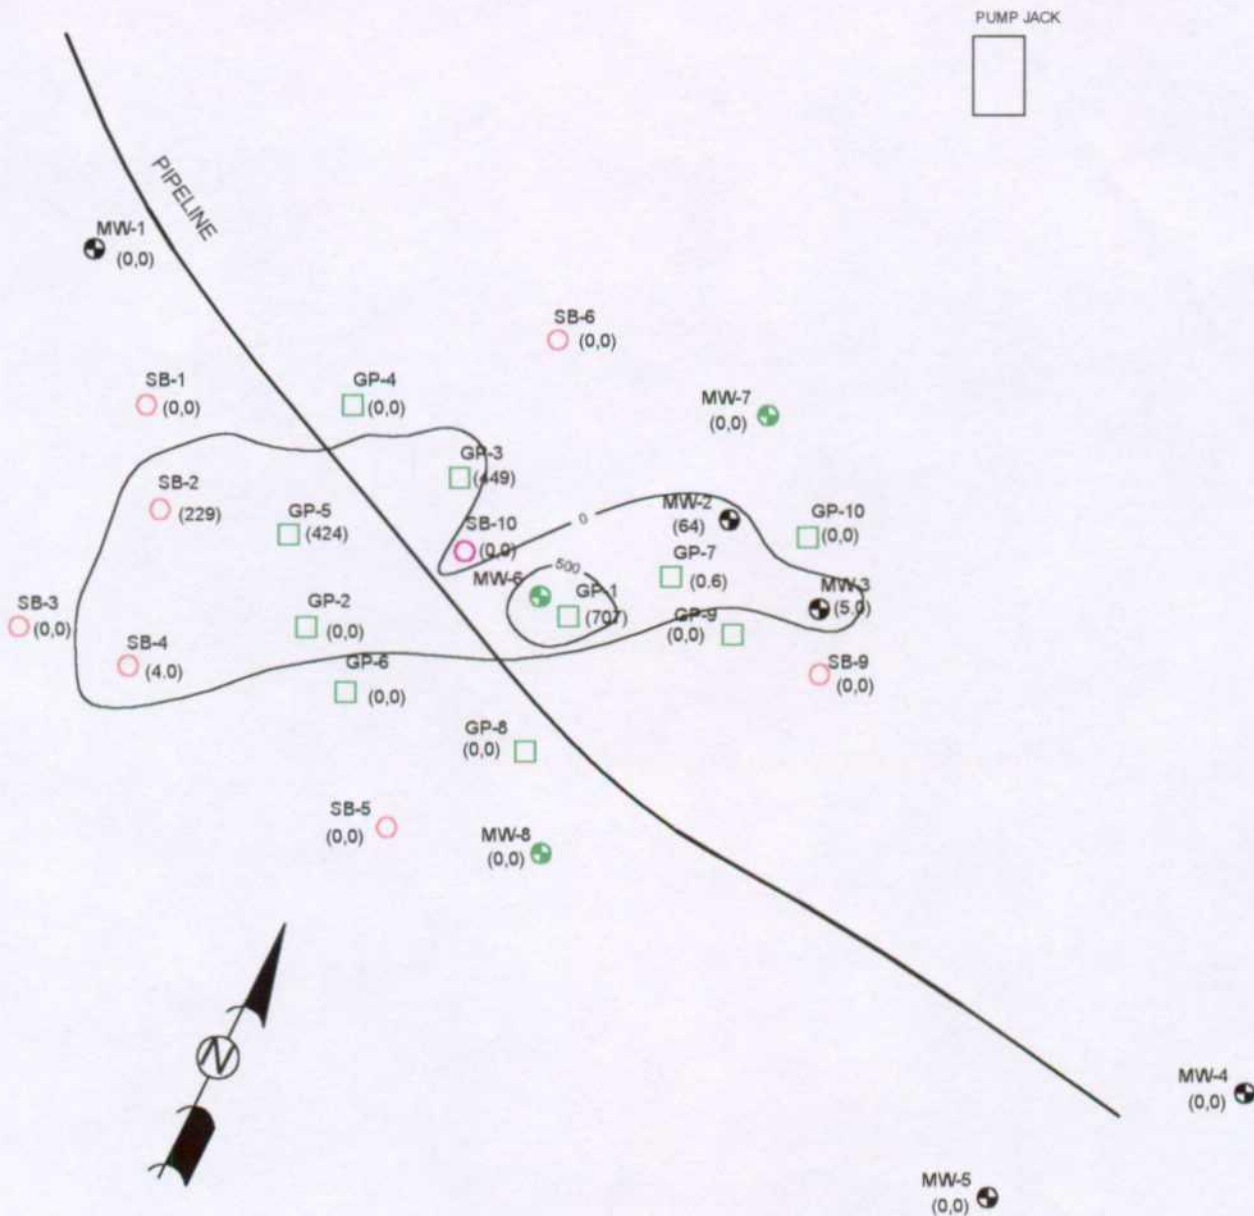 PUMP JACK
PIPELINE
MW-1
(0,0)
SB-6
(0,0)
SB-1
(0,0)
GP-4
(0,0)
MW-7
(0,0)
GP-3
(449)
SB-2
(229)
GP-5
(424)
0
MW-2
(64)
GP-10
(0,0)
SB-10
(0,0)
500
GP-7
(0.6)
MW-6
GP-1
(707)
MW-3
(5,0)
GP-9
(0,0)
SB-3
(0,0)
GP-2
(0,0)
SB-4
(4.0)
GP-6
(0,0)
SB-9
(0,0)
GP-8
(0,0)
SB-5
(0,0)
MW-8
(0,0)
N
MW-4
(0,0)
MW-5
(0,0)